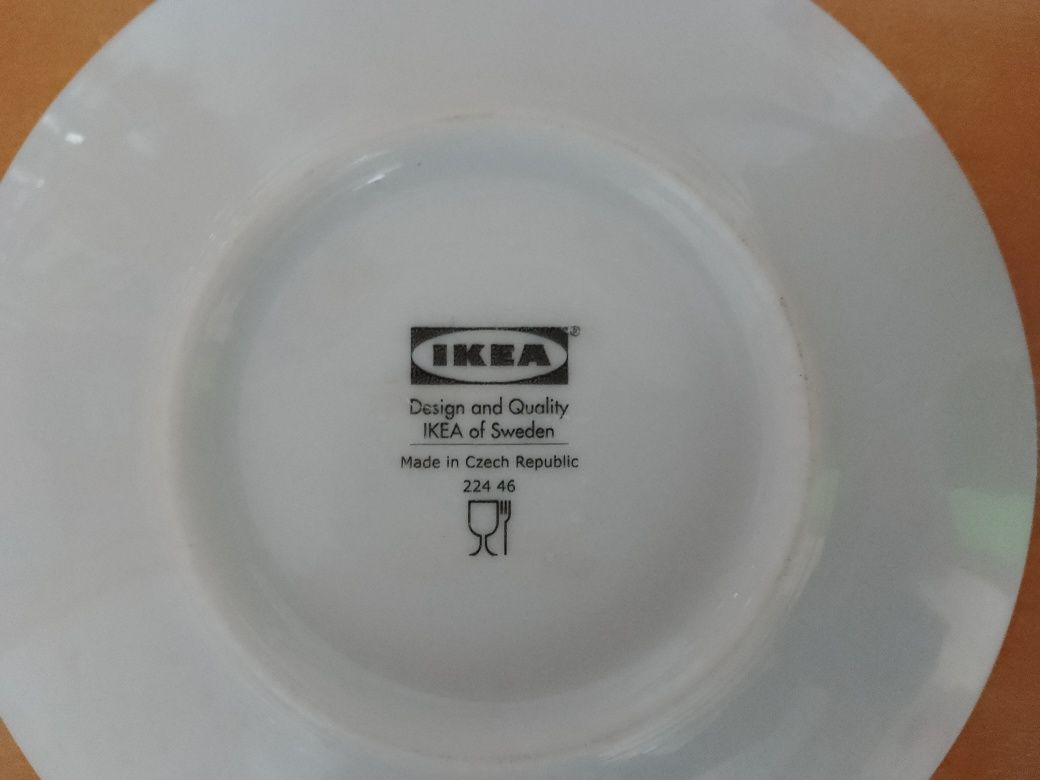 IKEA®
Design and Quality
IKEA of Sweden
Made in Czech Republic
224 46